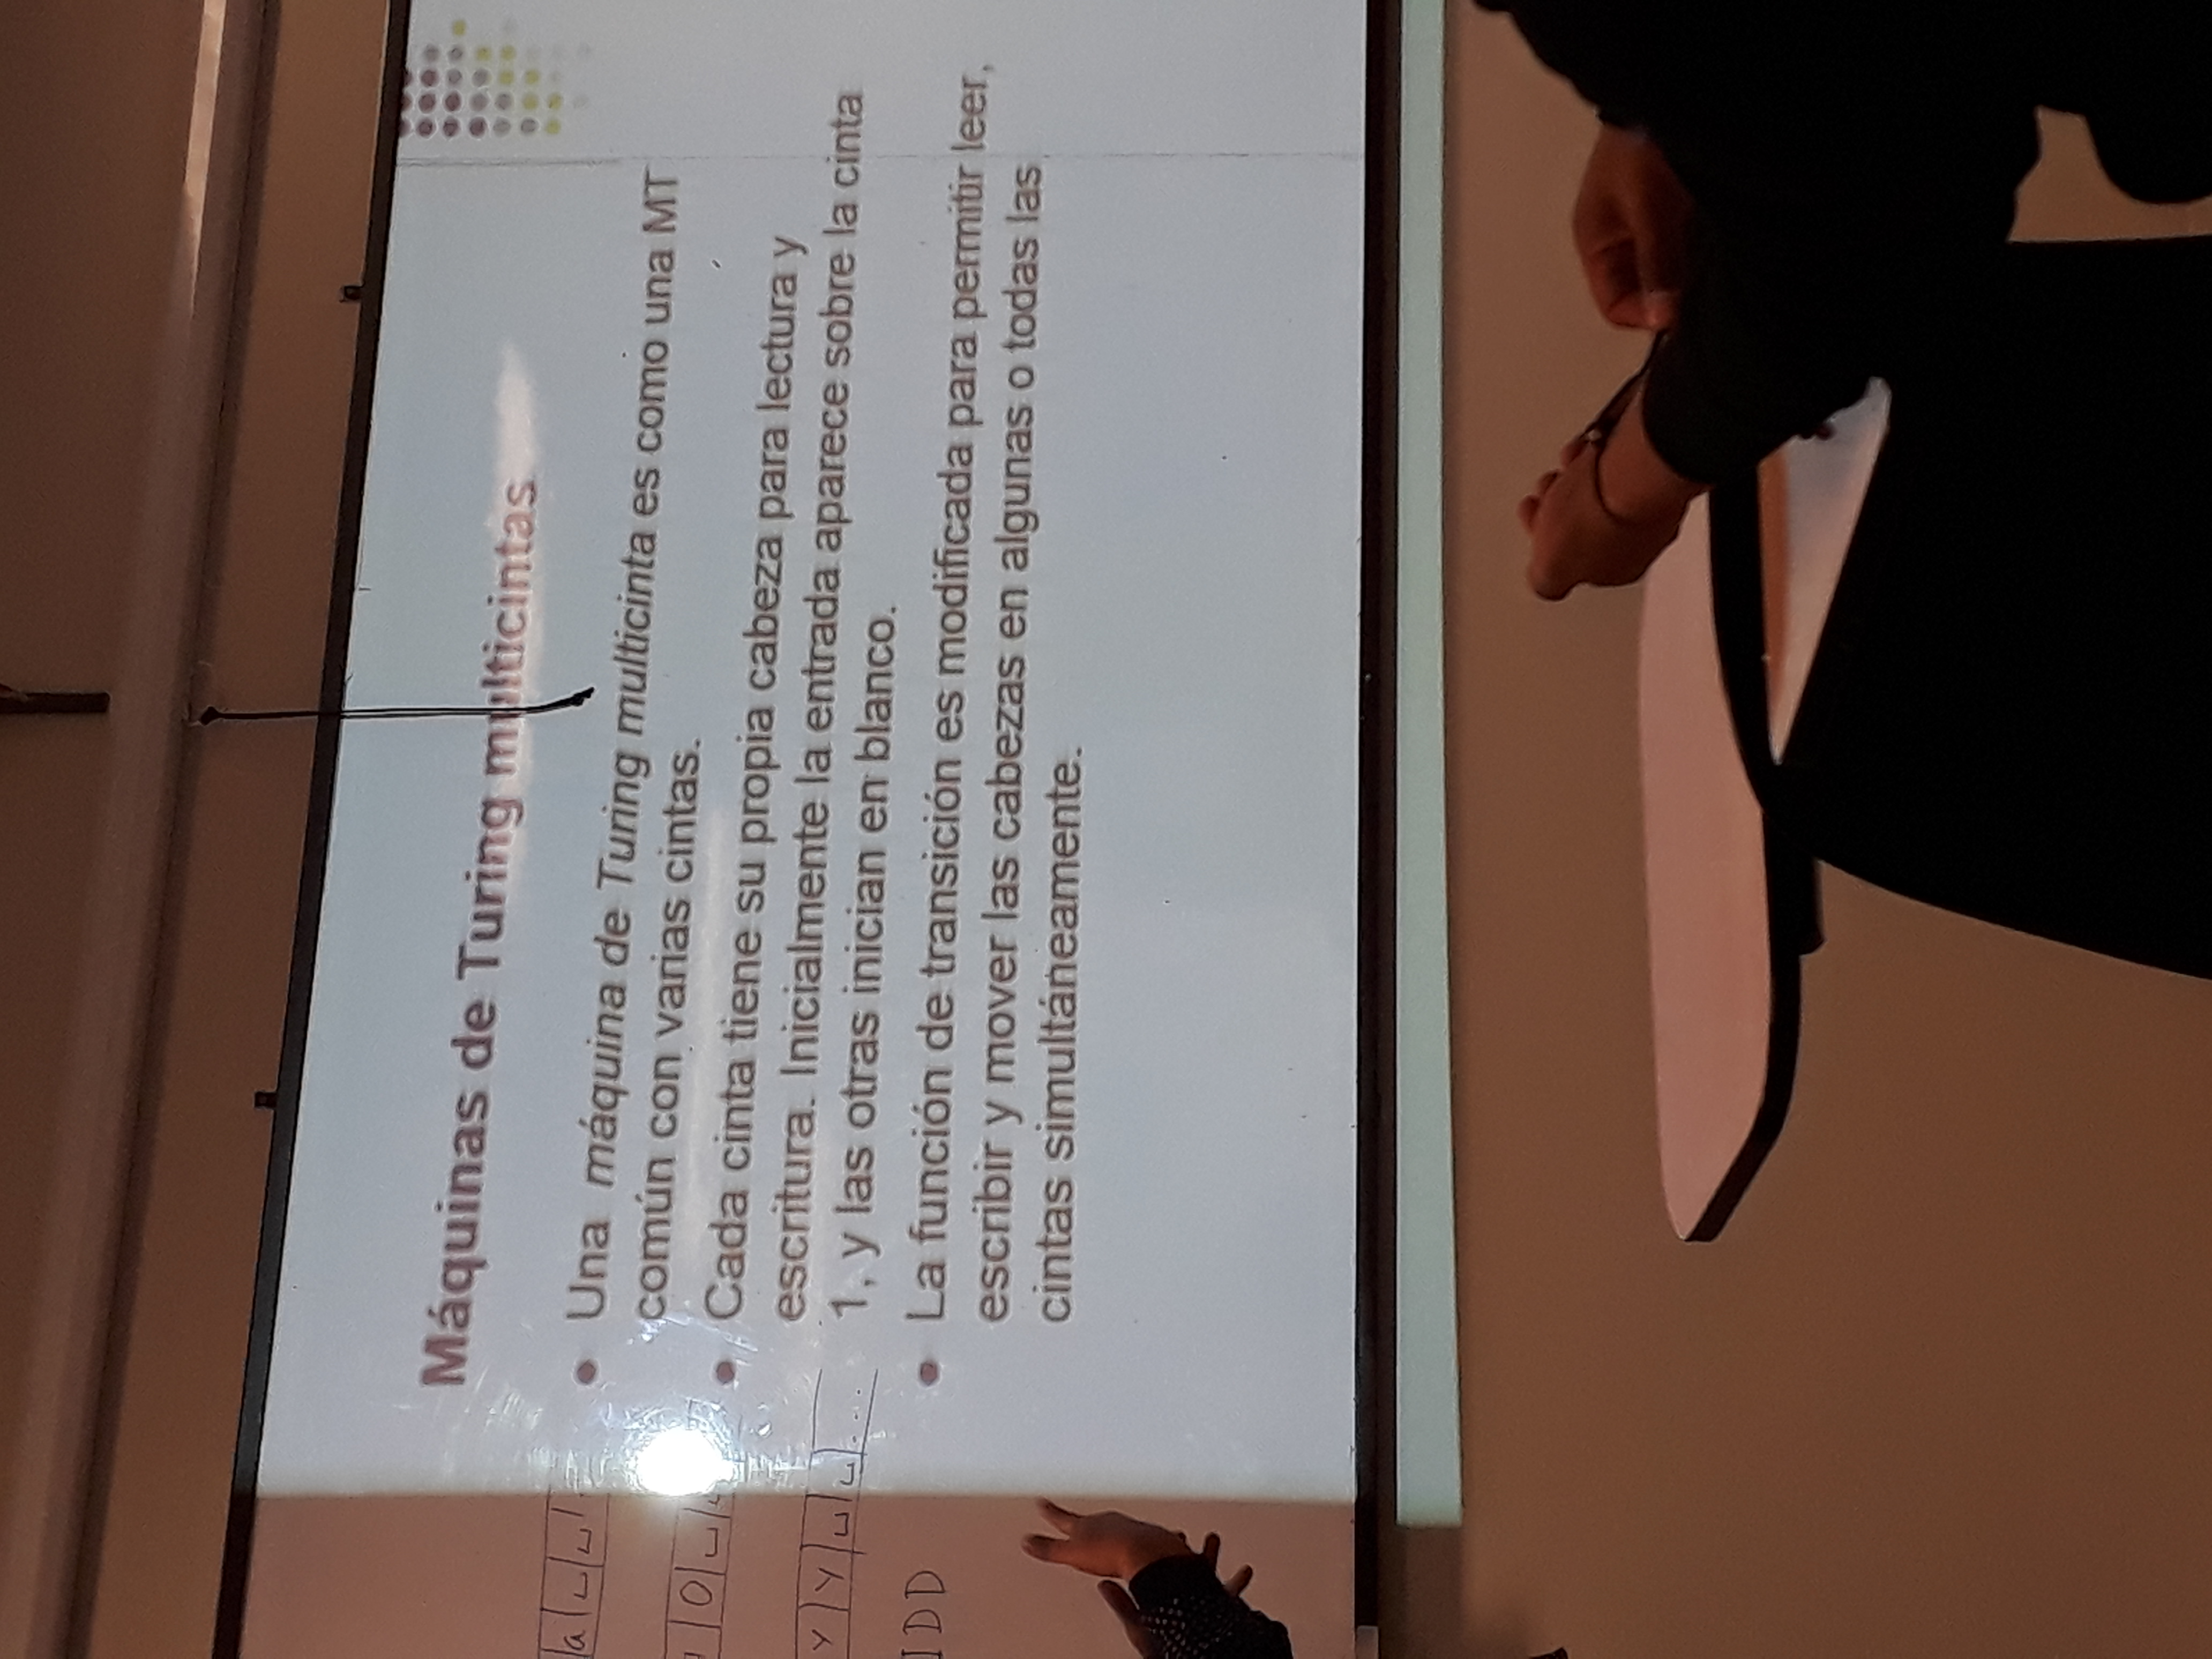 Máquinas de Turing multicintas
Una máquina de Turing multicinta es como una MT
común con varias cintas.
Cada cinta tiene su propia cabeza para lectura y
escritura. Inicialmente la entrada aparece sobre la cinta
1, y las otras inician en blanco.
La función de transición es modificada para permitir leer,
escribir y mover las cabezas en algunas o todas las
cintas simultáneamente.
a ⊔ ⊔
0 ⊔
Y Y ⊔ ⊔ ...
DD